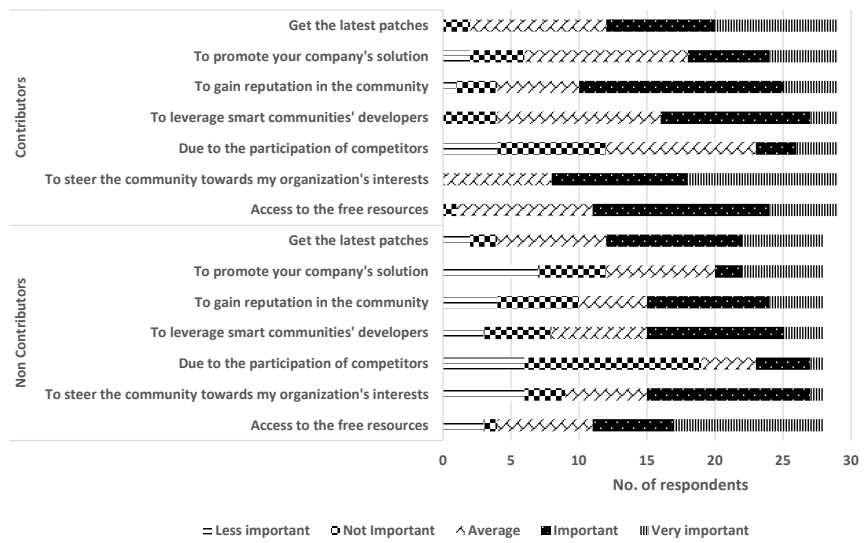 Contributors
Get the latest patches
To promote your company's solution
To gain reputation in the community
To leverage smart communities' developers
Due to the participation of competitors
To steer the community towards my organization's interests
Access to the free resources
Non Contributors
Get the latest patches
To promote your company's solution
To gain reputation in the community
To leverage smart communities' developers
Due to the participation of competitors
To steer the community towards my organization's interests
Access to the free resources
0 5 10 15 20 25 30
No. of respondents
Less important Not Important Average Important Very important